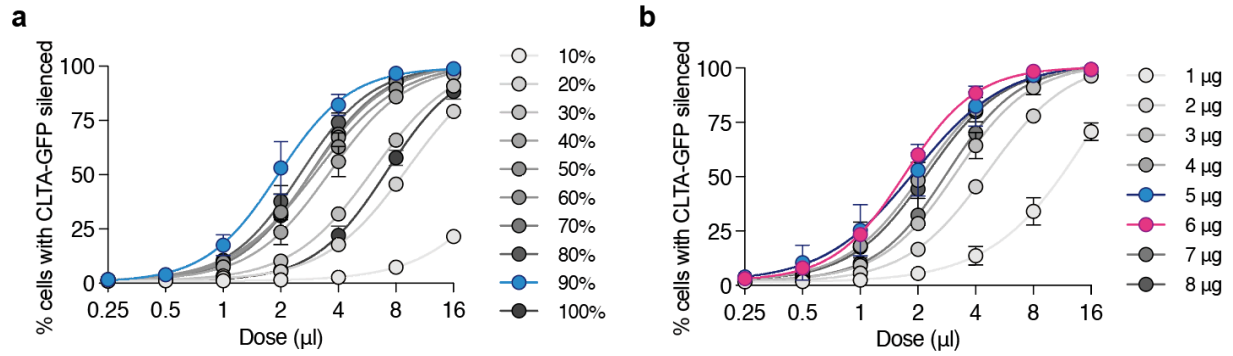 a
% cells with CLTA-GFP silenced
100
75
50
25
0
0.25 0.5 1 2 4 8 16
Dose (µl)
10%
20%
30%
40%
50%
60%
70%
80%
90%
100%
b
% cells with CLTA-GFP silenced
100
75
50
25
0
0.25 0.5 1 2 4 8 16
Dose (µl)
1 µg
2 µg
3 µg
4 µg
5 µg
6 µg
7 µg
8 µg